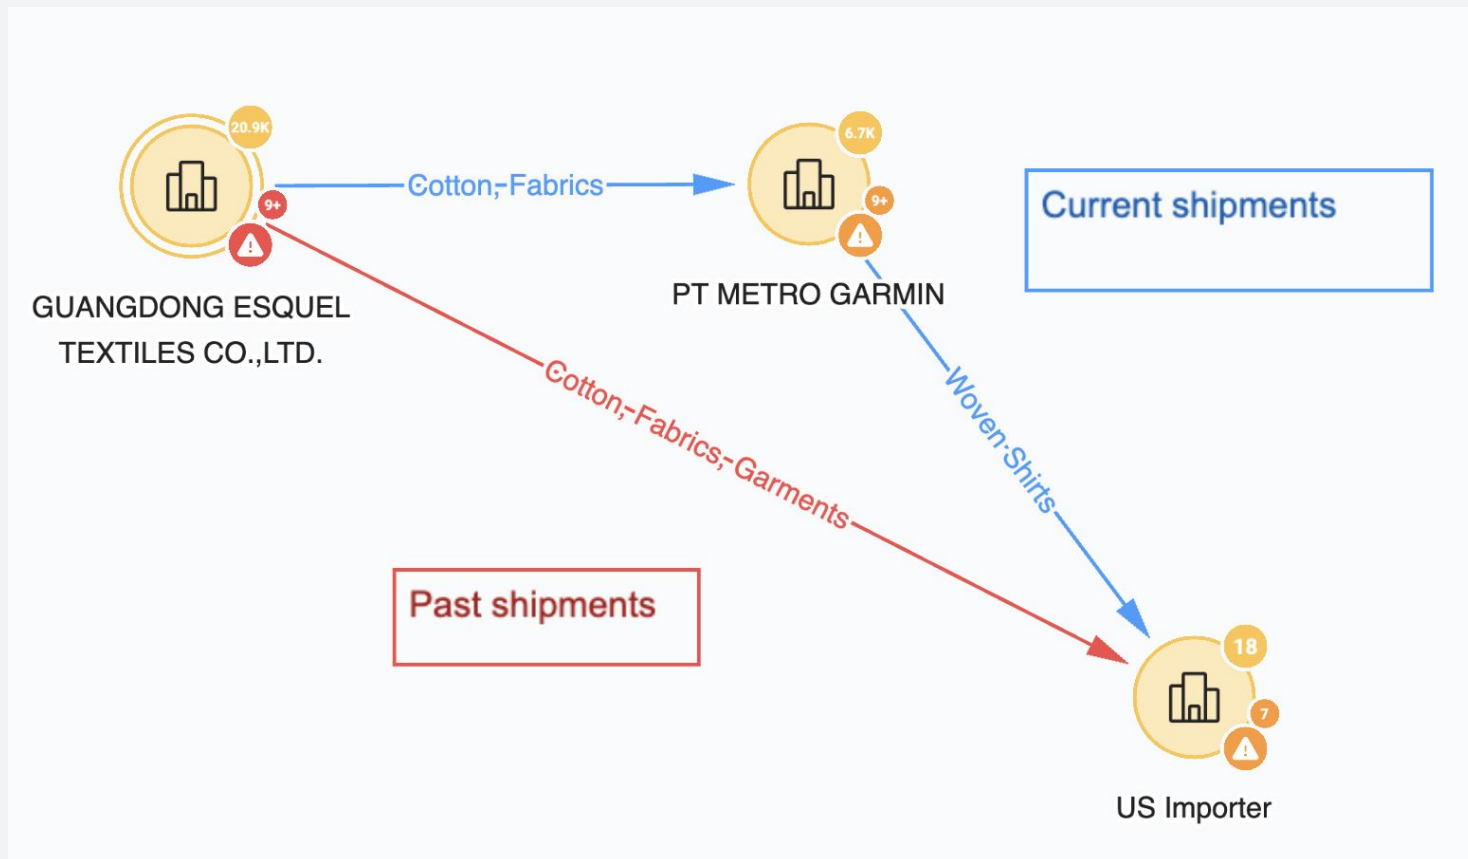 20.9K
9+
GUANGDONG ESQUEL
TEXTILES CO.,LTD.
Cotton,-Fabrics
6.7K
9+
PT METRO GARMIN
Current shipments
Cotton,-Fabrics,-Garments
Woven-Shirts
Past shipments
18
7
US Importer